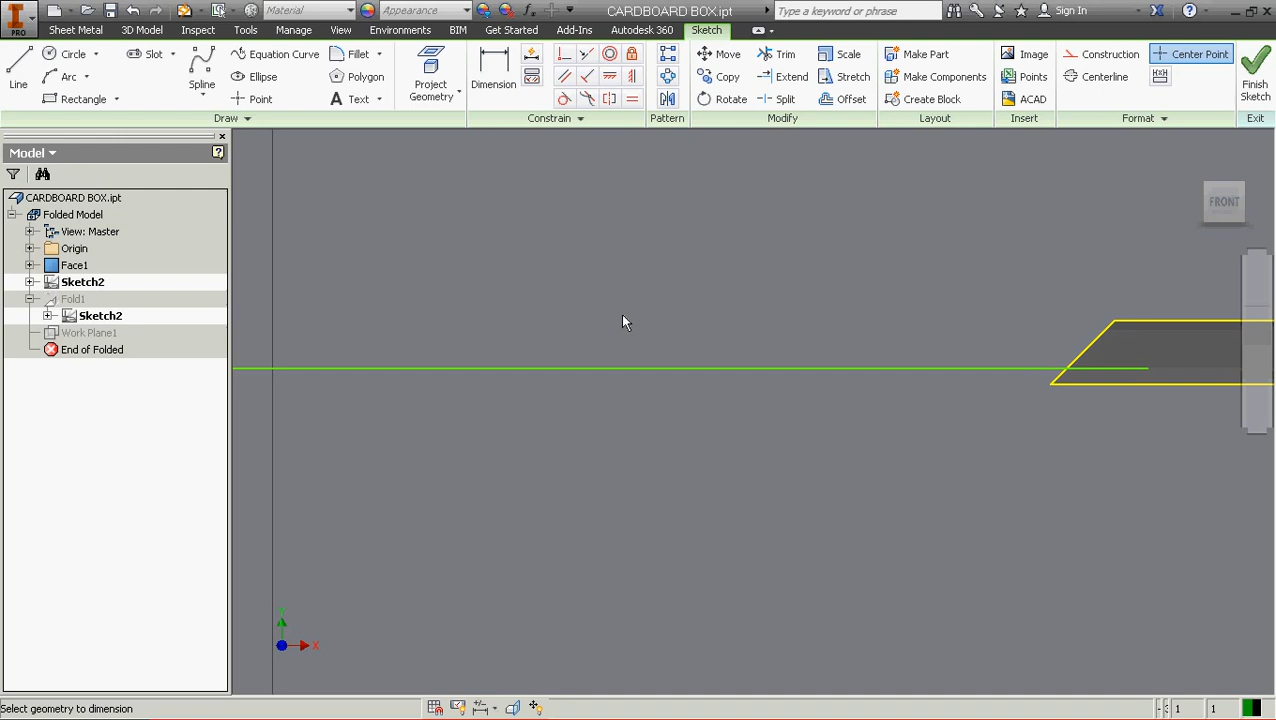 PRO
Material
Appearance
CARDBOARD BOX.ipt
Type a keyword or phrase
Sign In
Sheet Metal
3D Model
Inspect
Tools
Manage
View
Environments
BIM
Get Started
Add-Ins
Autodesk 360
Sketch
Line
Circle
Arc
Rectangle
Spline
Slot
Equation Curve
Ellipse
Point
Fillet
Polygon
Text
Project
Geometry
Dimension
Move
Copy
Rotate
Trim
Extend
Split
Scale
Stretch
Offset
Make Part
Make Components
Create Block
Image
Points
ACAD
Construction
Centerline
Center Point
Finish
Sketch
Draw
Constrain
Pattern
Modify
Layout
Insert
Format
Exit
Model
CARDBOARD BOX.ipt
Folded Model
View: Master
Origin
Face1
Sketch2
Fold1
Sketch2
Work Plane1
End of Folded
FRONT
X
Select geometry to dimension
1
1